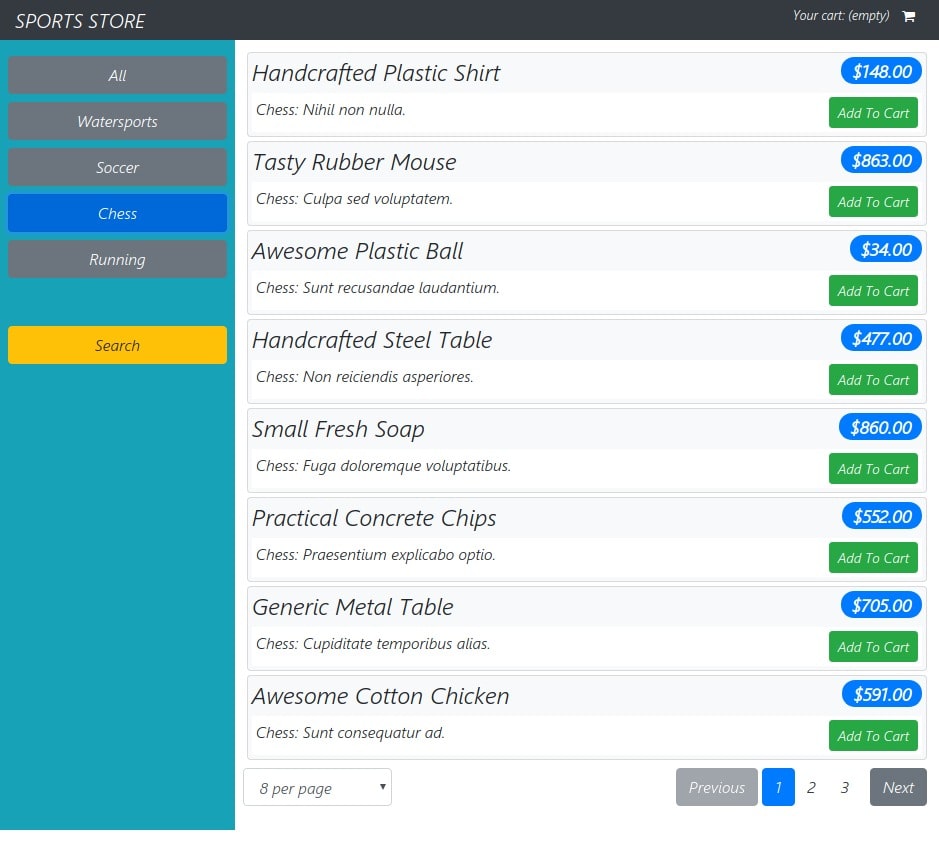 SPORTS STORE
Your cart: (empty)
All
Watersports
Soccer
Chess
Running
Search
Handcrafted Plastic Shirt
$148.00
Chess: Nihil non nulla.
Add To Cart
Tasty Rubber Mouse
$863.00
Chess: Culpa sed voluptatem.
Add To Cart
Awesome Plastic Ball
$34.00
Chess: Sunt recusandae laudantium.
Add To Cart
Handcrafted Steel Table
$477.00
Chess: Non reiciendis asperiores.
Add To Cart
Small Fresh Soap
$860.00
Chess: Fuga doloremque voluptatibus.
Add To Cart
Practical Concrete Chips
$552.00
Chess: Praesentium explicabo optio.
Add To Cart
Generic Metal Table
$705.00
Chess: Cupiditate temporibus alias.
Add To Cart
Awesome Cotton Chicken
$591.00
Chess: Sunt consequatur ad.
Add To Cart
8 per page
Previous 1 2 3 Next